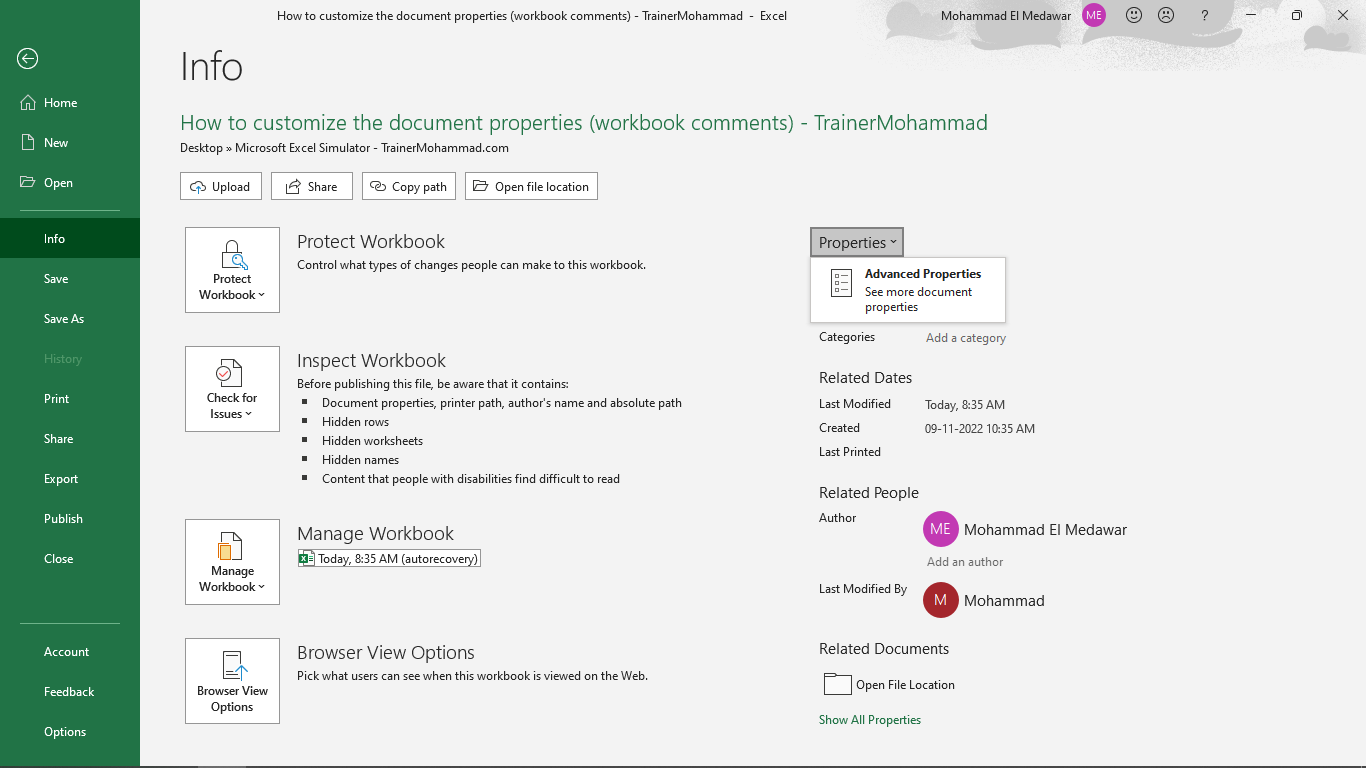 How to customize the document properties (workbook comments) - TrainerMohammad - Excel
Mohammad El Medawar
ME
?
Home
New
Open
Info
Save
Save As
History
Print
Share
Export
Publish
Close
Account
Feedback
Options
Info
How to customize the document properties (workbook comments) - TrainerMohammad
Desktop » Microsoft Excel Simulator - TrainerMohammad.com
Upload
Share
Copy path
Open file location
Protect
Workbook
Protect Workbook
Control what types of changes people can make to this workbook.
Check for
Issues
Inspect Workbook
Before publishing this file, be aware that it contains:
Document properties, printer path, author's name and absolute path
Hidden rows
Hidden worksheets
Hidden names
Content that people with disabilities find difficult to read
Manage
Workbook
Manage Workbook
Today, 8:35 AM (autorecovery)
Browser View
Options
Browser View Options
Pick what users can see when this workbook is viewed on the Web.
Properties
Advanced Properties
See more document
properties
Categories
Add a category
Related Dates
Last Modified
Today, 8:35 AM
Created
09-11-2022 10:35 AM
Last Printed
Related People
Author
ME
Mohammad El Medawar
Add an author
Last Modified By
M
Mohammad
Related Documents
Open File Location
Show All Properties